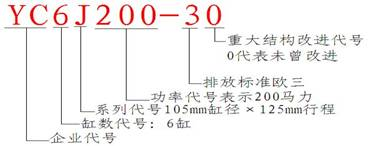 YC6J200-30
重大结构改进代号
0代表未曾改进
排放标准欧三
功率代号表示200马力
系列代号105mm缸径×125mm行程
缸数代号：6缸
企业代号